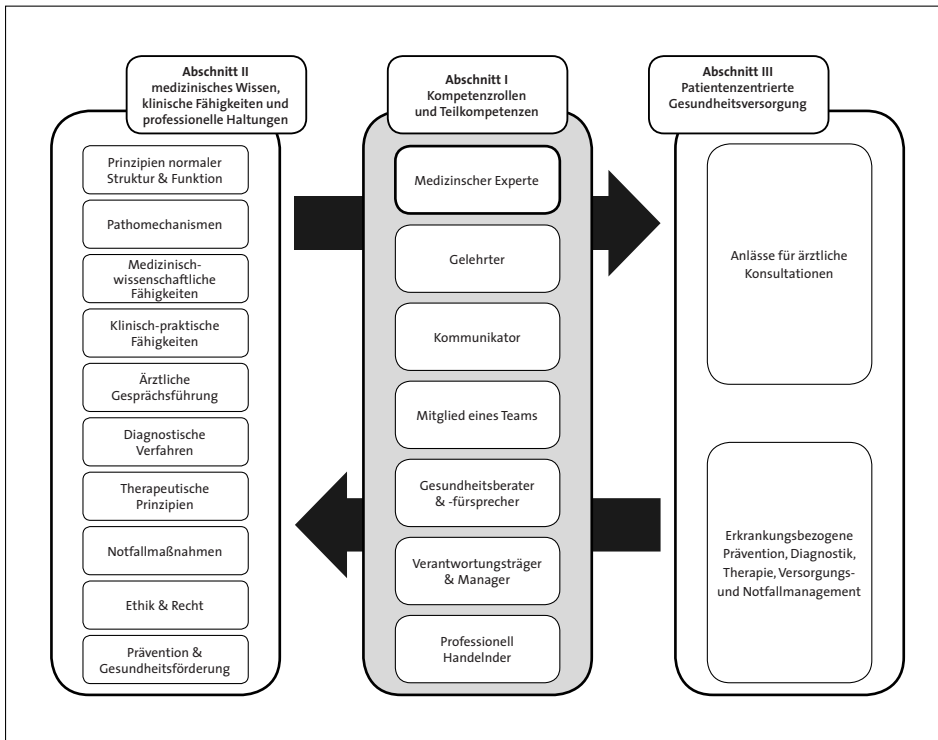 Abschnitt II
medizinisches Wissen,
klinische Fähigkeiten und
professionelle Haltungen
Prinzipien normaler
Struktur & Funktion
Pathomechanismen
Medizinisch-
wissenschaftliche
Fähigkeiten
Klinisch-praktische
Fähigkeiten
Ärztliche
Gesprächsführung
Diagnostische
Verfahren
Therapeutische
Prinzipien
Notfallmaßnahmen
Ethik & Recht
Prävention &
Gesundheitsförderung
Abschnitt I
Kompetenzrollen
und Teilkompetenzen
Medizinscher Experte
Gelehrter
Kommunikator
Mitglied eines Teams
Gesundheitsberater
& -fürsprecher
Verantwortungsträger
& Manager
Professionell
Handelnder
Abschnitt III
Patientenzentrierte
Gesundheitsversorgung
Anlässe für ärztliche
Konsultationen
Erkrankungsbezogene
Prävention, Diagnostik,
Therapie, Versorgungs-
und Notfallmanagement